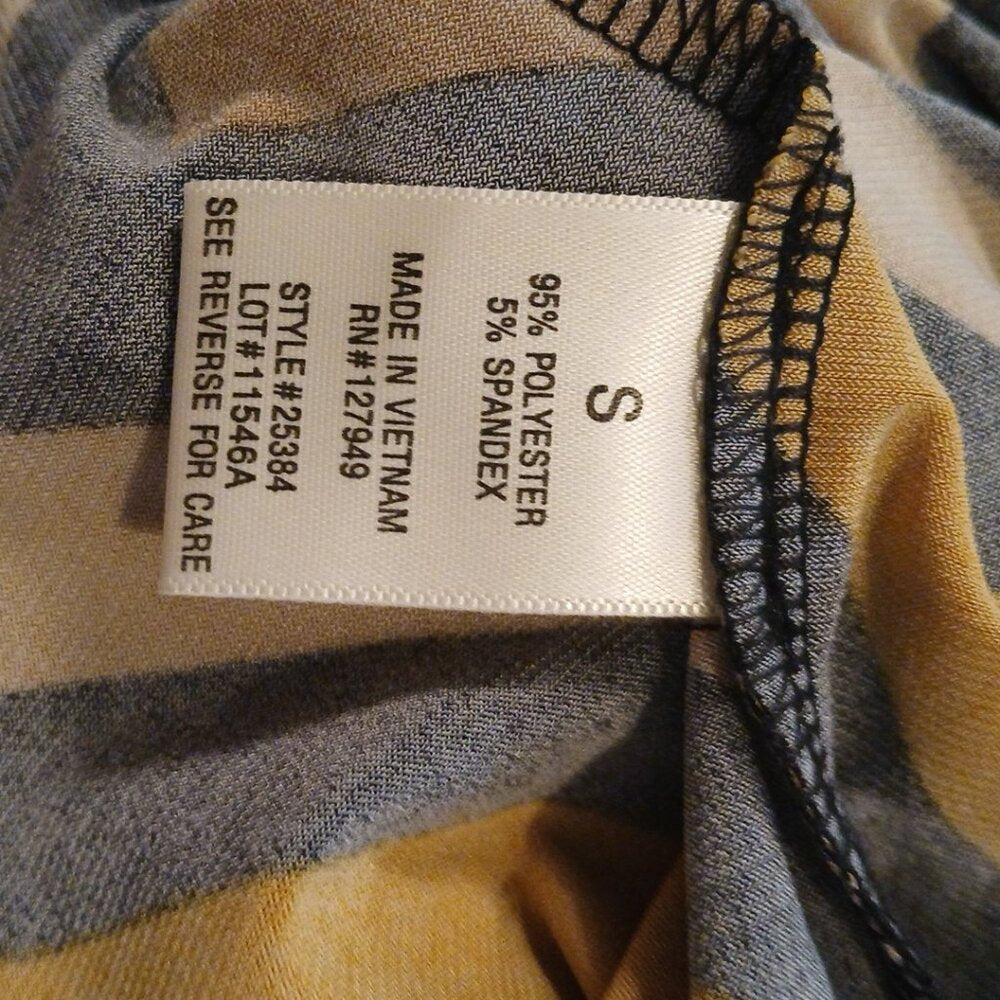 S
95% POLYESTER
5% SPANDEX
MADE IN VIETNAM
RN#127949
STYLE#25384
LOT#11546A
SEE REVERSE FOR CARE